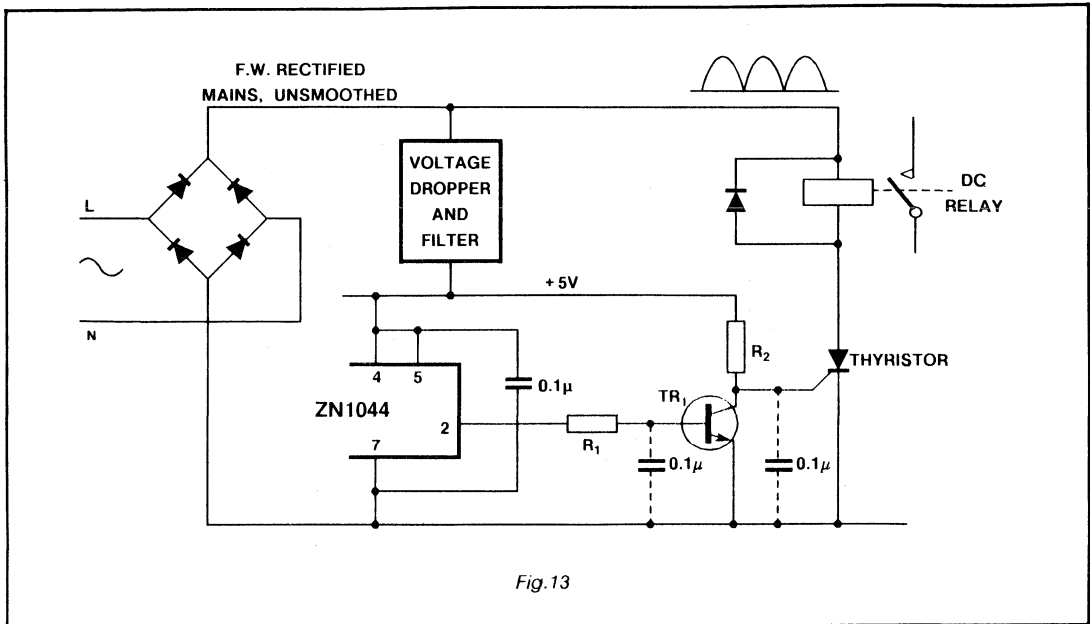 F.W. RECTIFIED
MAINS, UNSMOOTHED
VOLTAGE
DROPPER
AND
FILTER
L
N
DC
RELAY
+5V
R2
THYRISTOR
4 5
0.1μ
ZN1044
2
7
R1
TR1
0.1μ
0.1μ
Fig.13